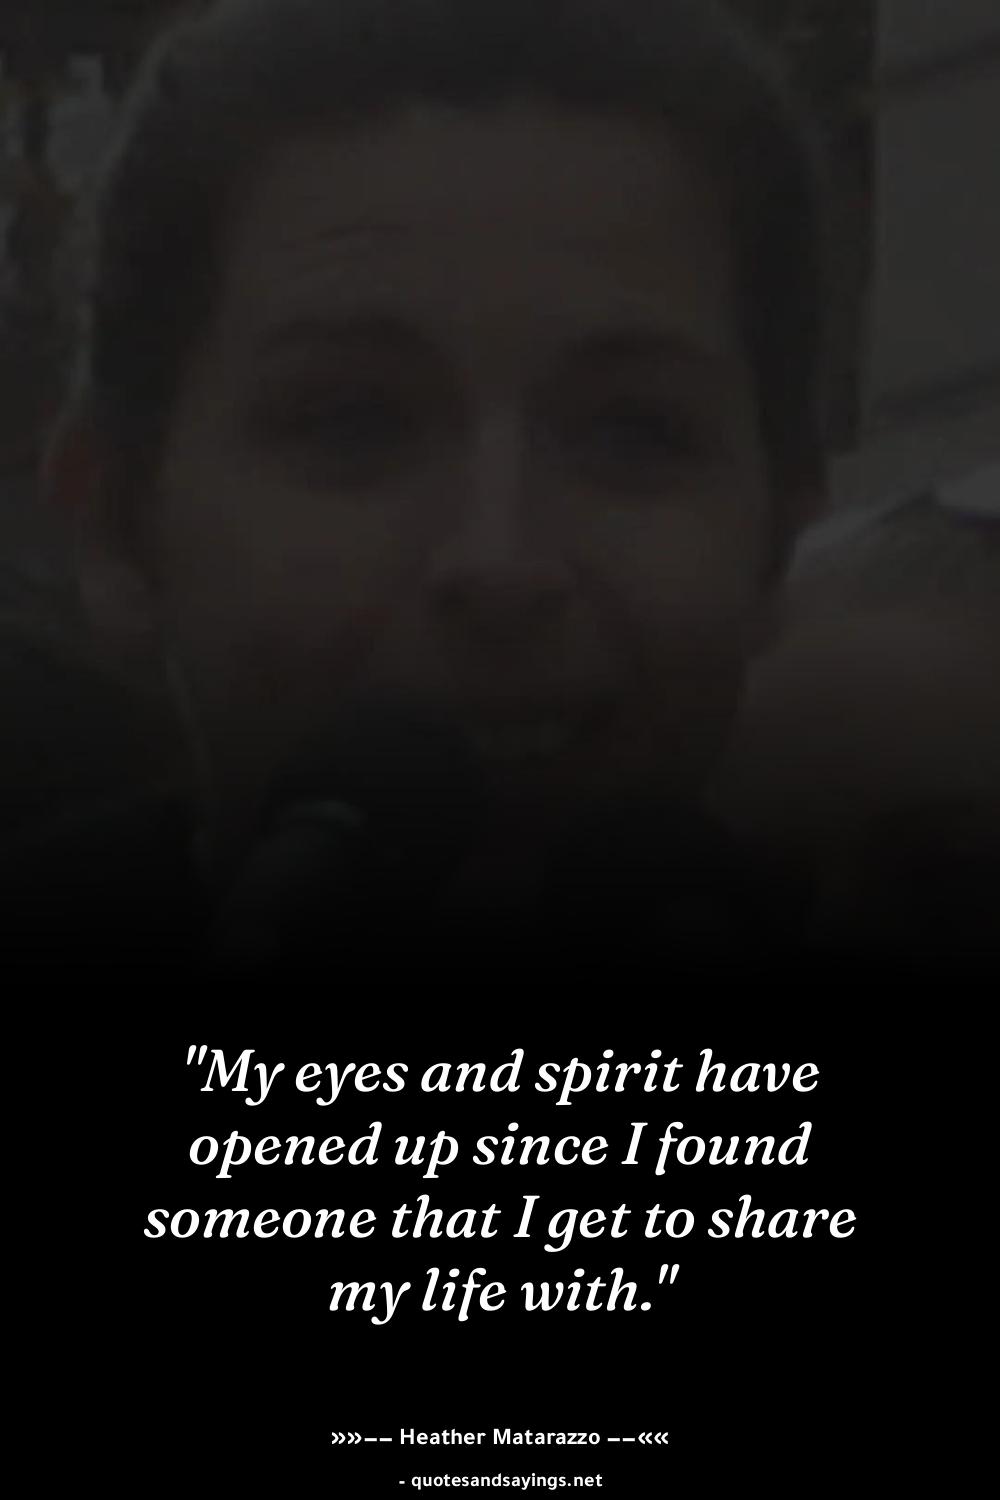 "My eyes and spirit have
opened up since I found
someone that I get to share
my life with."
»»–– Heather Matarazzo ––««
- quotesandsayings.net